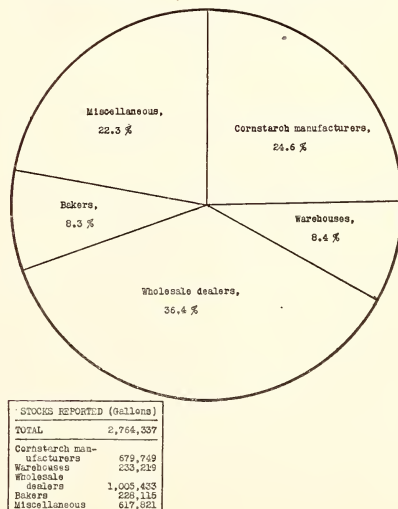 Miscellaneous,
22.3 %
Cornstarch manufacturers,
24.6 %
Bakers,
8.3 %
Warehouses,
8.4 %
Wholesale dealers,
36.4 %
STOCKS REPORTED (Gallons)
TOTAL 2,764,337
Cornstarch man-
ufacturers 679,749
Warehouses 233,219
Wholesale
dealers 1,005,433
Bakers 228,115
Miscellaneous 617,821